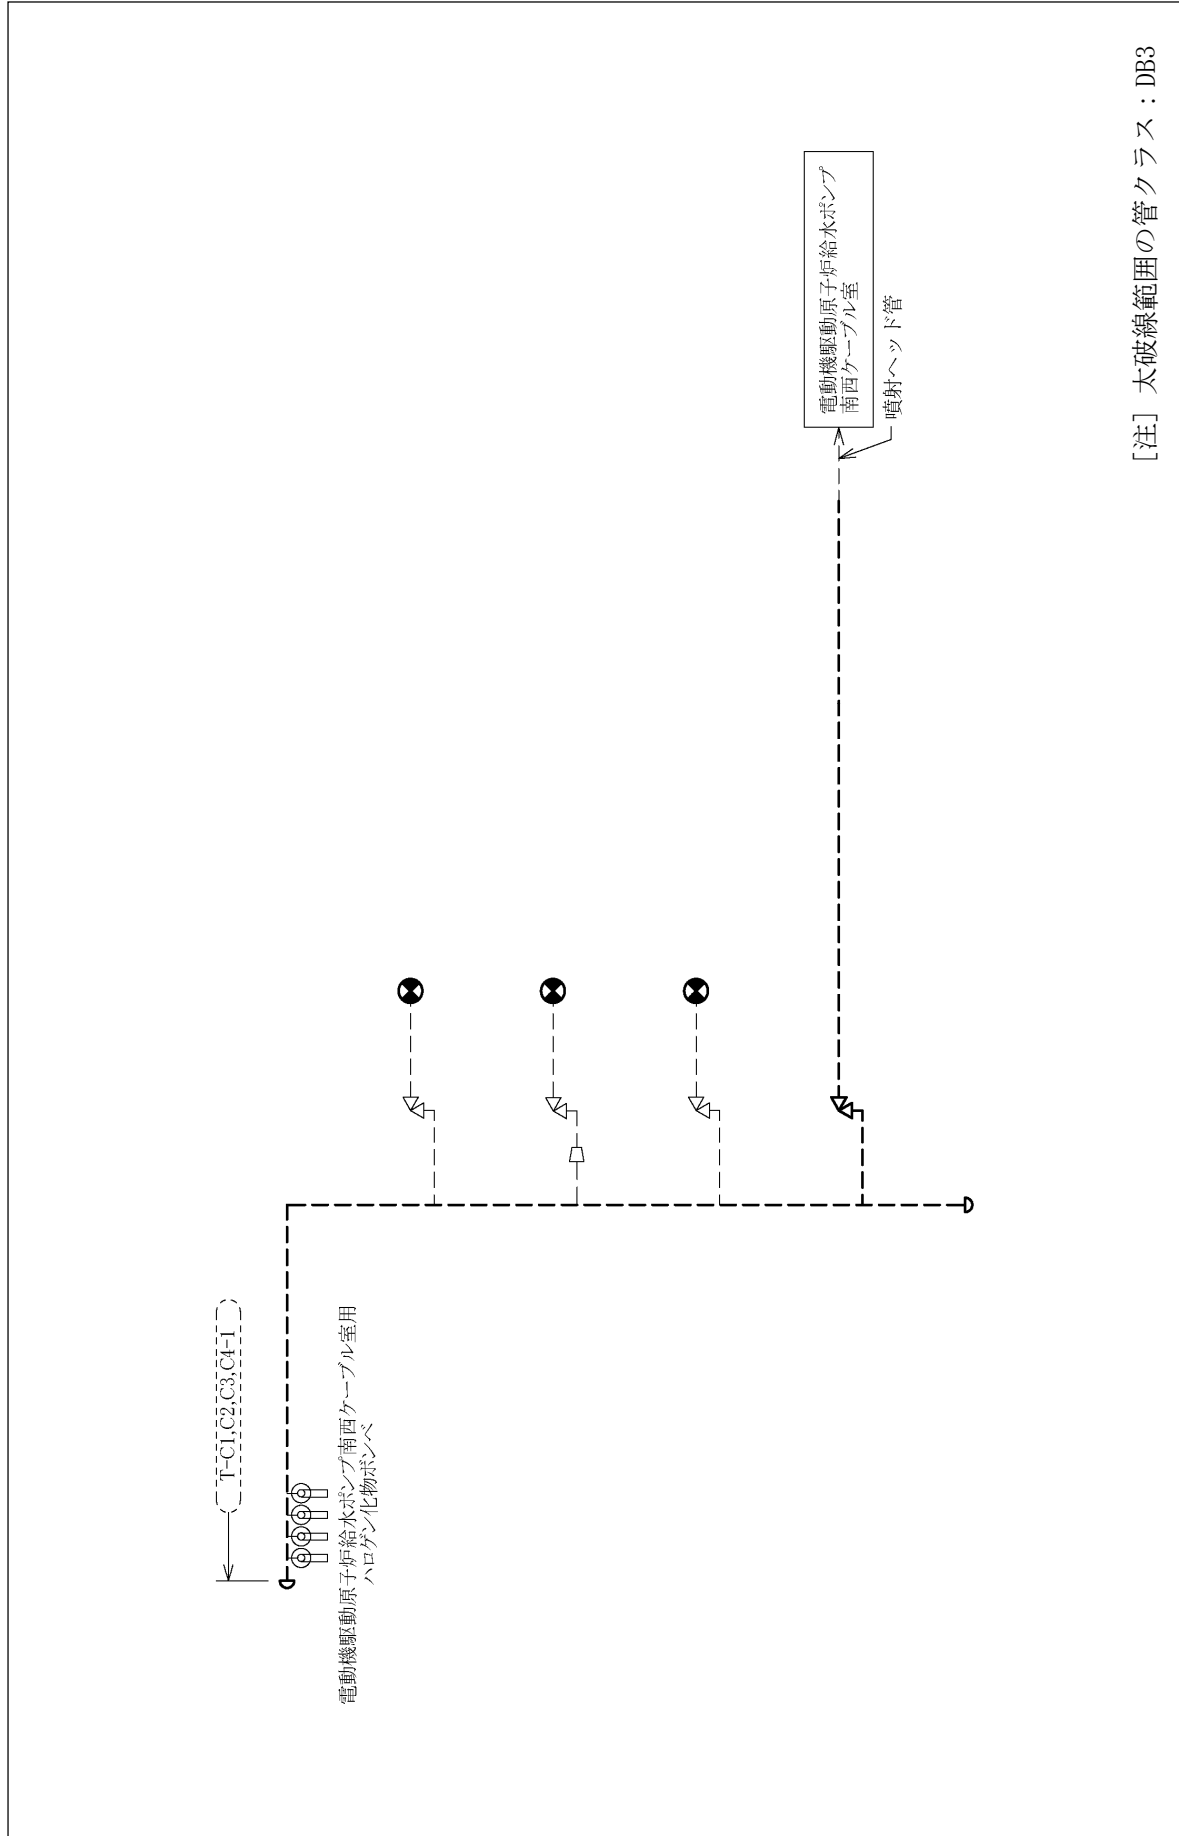 T-C1,C2,C3,C4-1
電動機駆動原子炉給水ポンプ南西ケーブル室用
ハロゲン化物ボンベ
電動機駆動原子炉給水ポンプ
南西ケーブル室
噴射ヘッド管
[注] 太破線範囲の管クラス:DB3